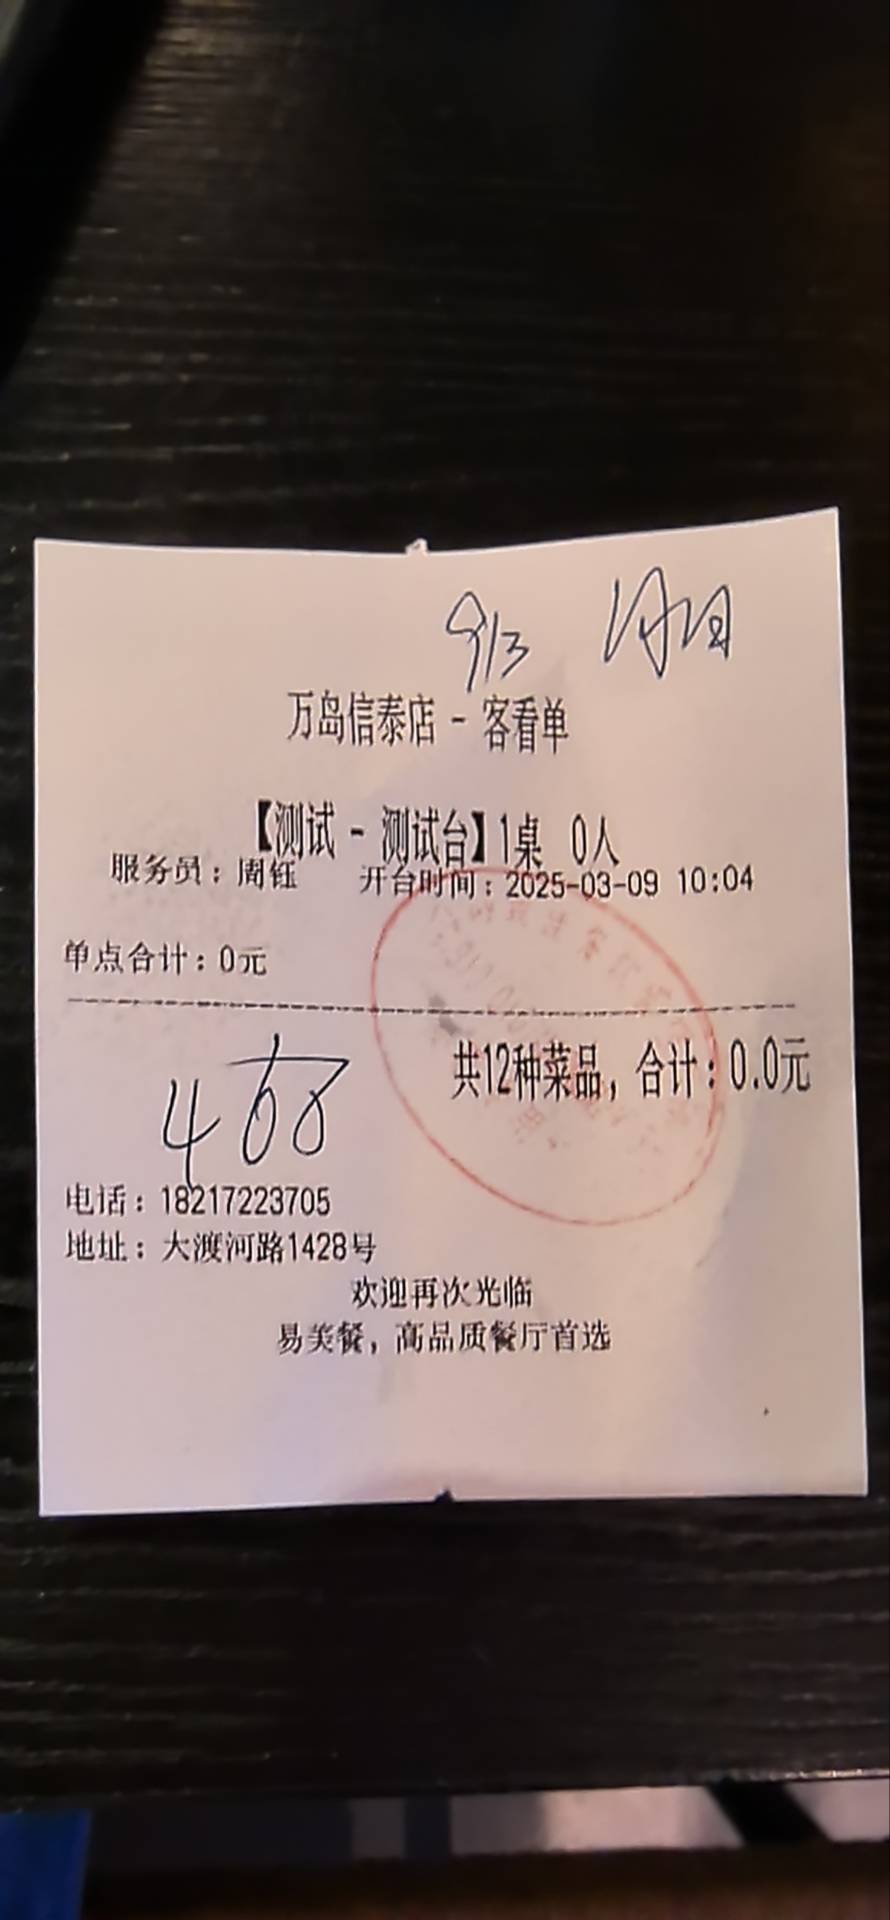 9/3
万岛信泰店 - 客看单
【测试 - 测试台】1桌 0人
服务员：周钰 开台时间：2025-03-09 10:04
单点合计：0元
共12种菜品，合计：0.0元
468
电话：18217223705
地址：大渡河路1428号
欢迎再次光临
易美餐，高品质餐厅首选